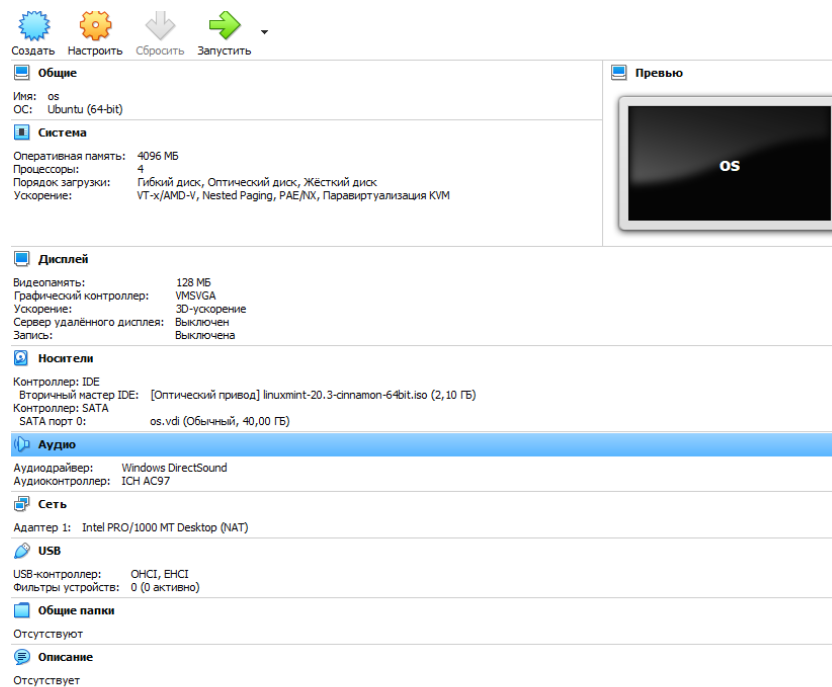 Создать Настроить Сбросить Запустить
Общие
Имя: os
ОС: Ubuntu (64-bit)
Превью
os
Система
Оперативная память: 4096 МБ
Процессоры: 4
Порядок загрузки: Гибкий диск, Оптический диск, Жёсткий диск
Ускорение: VT-x/AMD-V, Nested Paging, PAE/NX, Паравиртуализация KVM
Дисплей
Видеопамять: 128 МБ
Графический контроллер: VMSVGA
Ускорение: 3D-ускорение
Сервер удалённого дисплея: Выключен
Запись: Выключена
Носители
Контроллер: IDE
Вторичный мастер IDE: [Оптический привод] linuxmint-20.3-cinnamon-64bit.iso (2,10 ГБ)
Контроллер: SATA
SATA порт 0: os.vdi (Обычный, 40,00 ГБ)
Аудио
Аудиодрайвер: Windows DirectSound
Аудиоконтроллер: ICH AC97
Сеть
Адаптер 1: Intel PRO/1000 MT Desktop (NAT)
USB
USB-контроллер: OHCI, EHCI
Фильтры устройств: 0 (0 активно)
Общие папки
Отсутствуют
Описание
Отсутствует